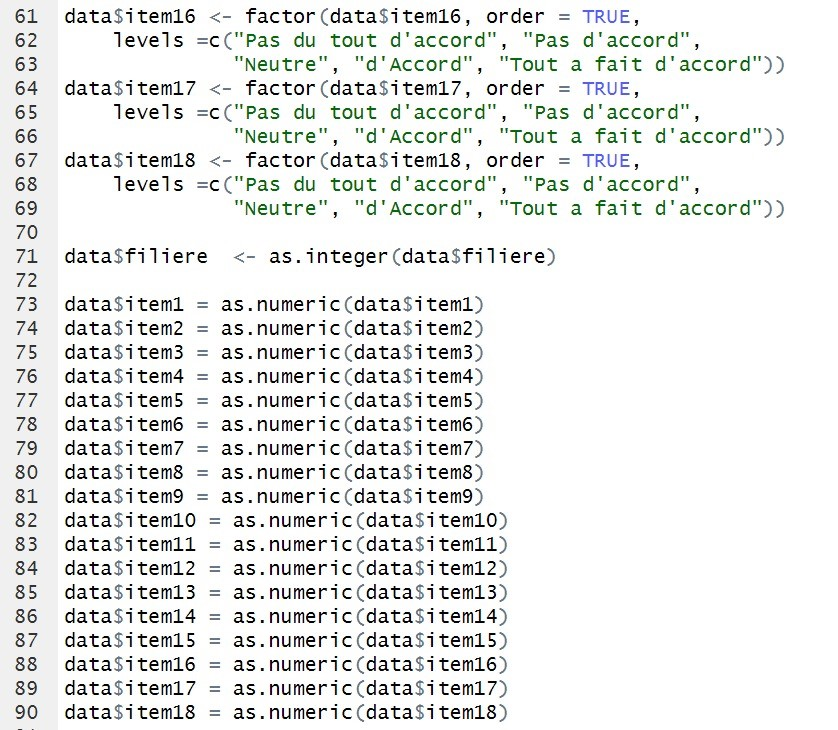 61 data$item16 <- factor(data$item16, order = TRUE,
62     levels =c("Pas du tout d'accord", "Pas d'accord",
63               "Neutre", "d'Accord", "Tout a fait d'accord"))
64 data$item17 <- factor(data$item17, order = TRUE,
65     levels =c("Pas du tout d'accord", "Pas d'accord",
66               "Neutre", "d'Accord", "Tout a fait d'accord"))
67 data$item18 <- factor(data$item18, order = TRUE,
68     levels =c("Pas du tout d'accord", "Pas d'accord",
69               "Neutre", "d'Accord", "Tout a fait d'accord"))
70
71 data$filiere  <- as.integer(data$filiere)
72
73 data$item1 = as.numeric(data$item1)
74 data$item2 = as.numeric(data$item2)
75 data$item3 = as.numeric(data$item3)
76 data$item4 = as.numeric(data$item4)
77 data$item5 = as.numeric(data$item5)
78 data$item6 = as.numeric(data$item6)
79 data$item7 = as.numeric(data$item7)
80 data$item8 = as.numeric(data$item8)
81 data$item9 = as.numeric(data$item9)
82 data$item10 = as.numeric(data$item10)
83 data$item11 = as.numeric(data$item11)
84 data$item12 = as.numeric(data$item12)
85 data$item13 = as.numeric(data$item13)
86 data$item14 = as.numeric(data$item14)
87 data$item15 = as.numeric(data$item15)
88 data$item16 = as.numeric(data$item16)
89 data$item17 = as.numeric(data$item17)
90 data$item18 = as.numeric(data$item18)